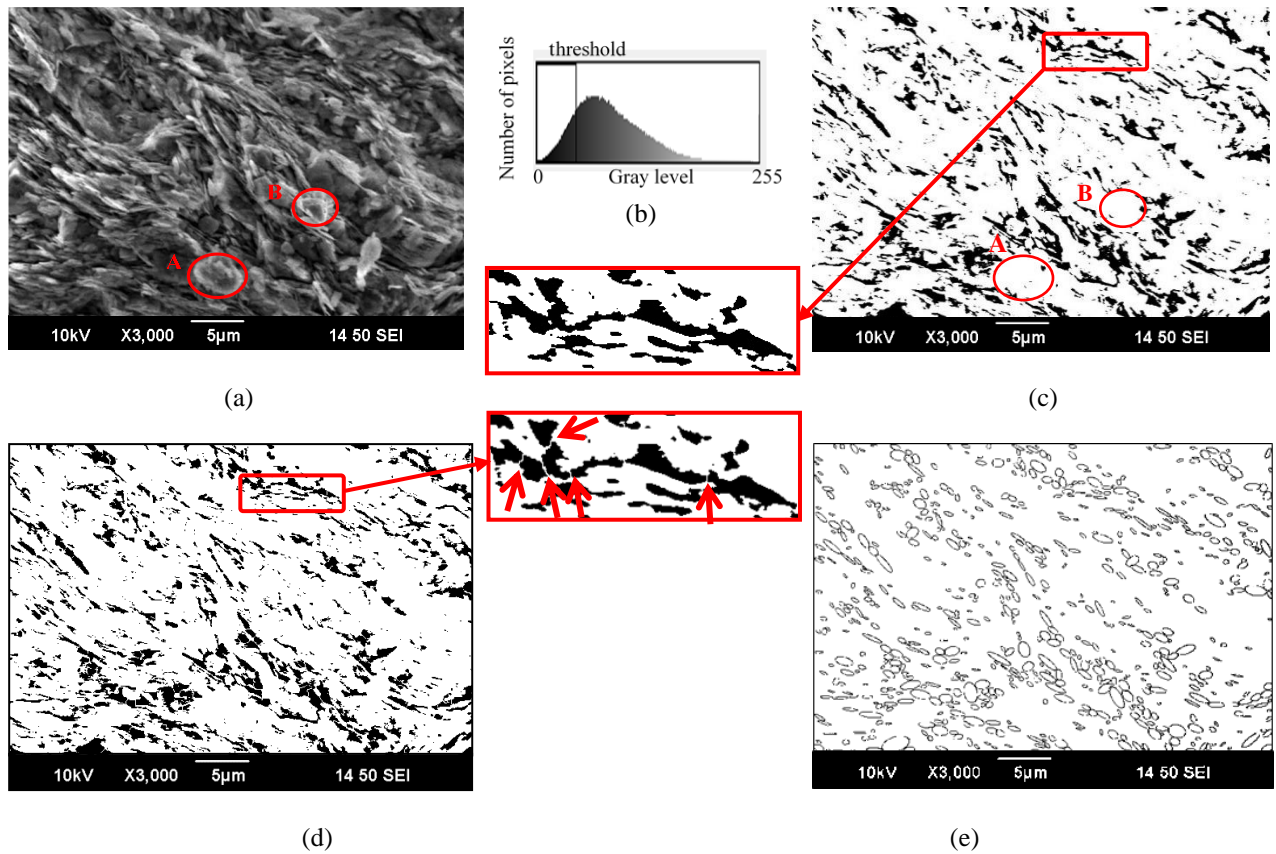 B
A
10kV X3,000 5µm 14 50 SEI
(a)
threshold
Number of pixels
0 Gray level 255
(b)
B
A
10kV X3,000 5µm 14 50 SEI
(c)
10kV X3,000 5µm 14 50 SEI
(d)
10kV X3,000 5µm 14 50 SEI
(e)